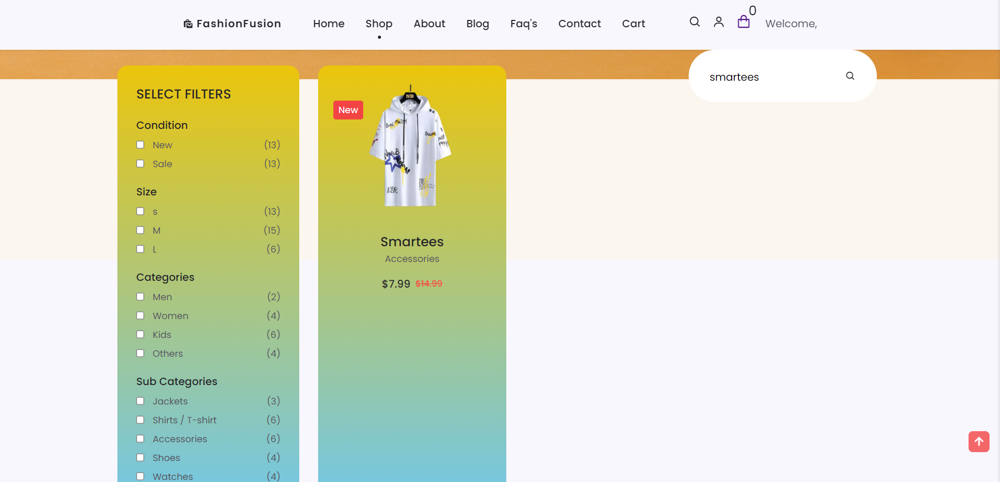 FashionFusion
Home
Shop
About
Blog
Faq's
Contact
Cart
0
Welcome,
smartees
SELECT FILTERS
Condition
New (13)
Sale (13)
Size
s (13)
M (15)
L (6)
Categories
Men (2)
Women (4)
Kids (6)
Others (4)
Sub Categories
Jackets (3)
Shirts / T-shirt (6)
Accessories (6)
Shoes (4)
Watches (4)
New
NB
Smartees
Accessories
$7.99 $14.99